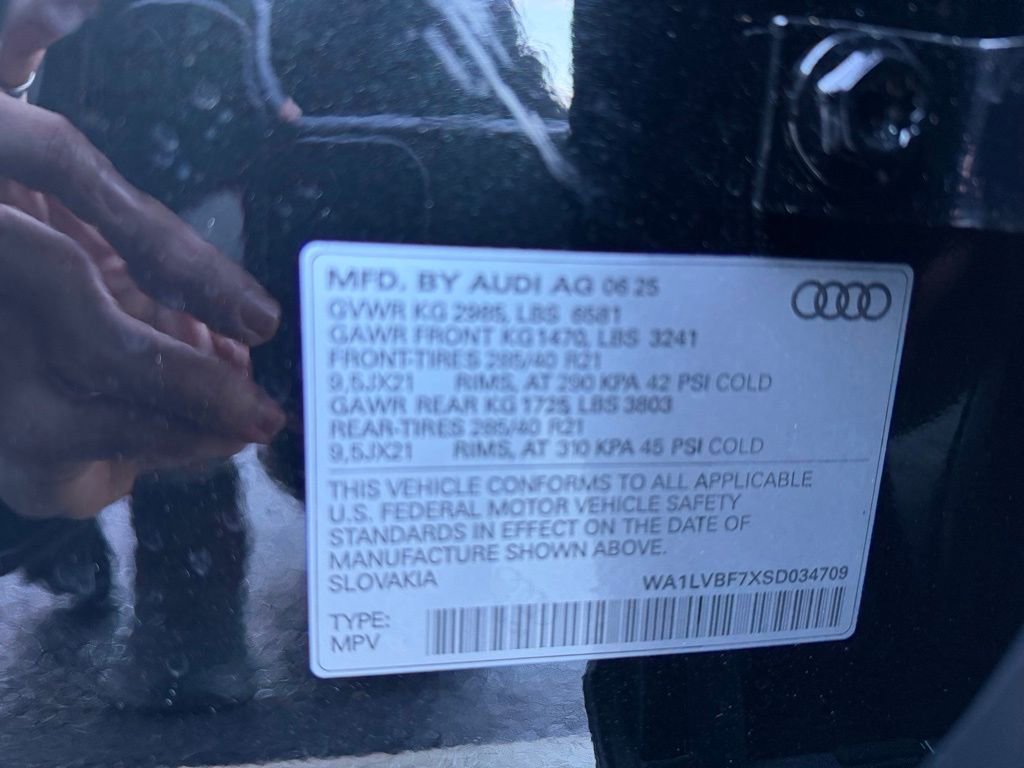 MFD. BY AUDI AG 06 25
GVWR KG 2985, LBS 6581
GAWR FRONT KG1470, LBS 3241
FRONT-TIRES 285/40 R21
9,5JX21 RIMS, AT 290 KPA 42 PSI COLD
GAWR REAR KG 1725, LBS 3803
REAR-TIRES 285/40 R21
9,5JX21 RIMS, AT 310 KPA 45 PSI COLD
THIS VEHICLE CONFORMS TO ALL APPLICABLE
U.S. FEDERAL MOTOR VEHICLE SAFETY
STANDARDS IN EFFECT ON THE DATE OF
MANUFACTURE SHOWN ABOVE.
SLOVAKIA WA1LVBF7XSD034709
TYPE:
MPV